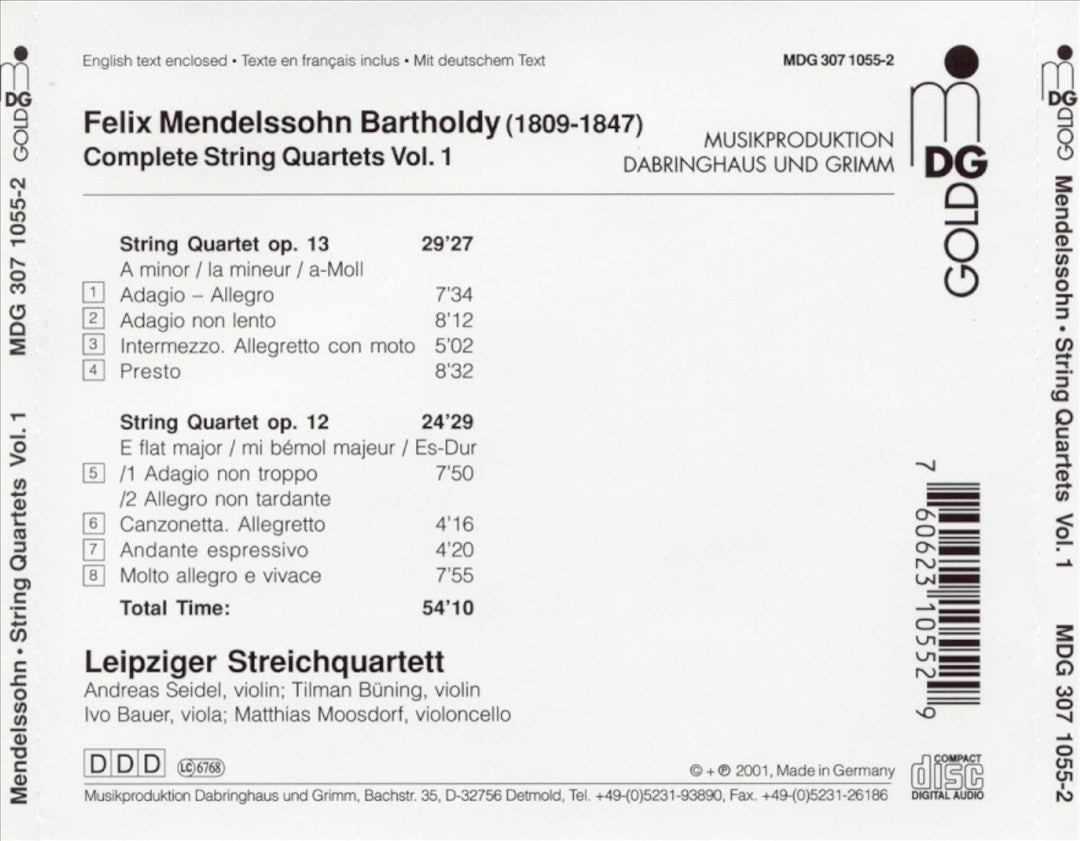 English text enclosed • Texte en français inclus • Mit deutschem Text
MDG 307 1055-2
Felix Mendelssohn Bartholdy (1809-1847)
Complete String Quartets Vol. 1
MUSIKPRODUKTION
DABRINGHAUS UND GRIMM
MDG
GOLD
String Quartet op. 13 29'27
A minor / la mineur / a-Moll
1 Adagio – Allegro 7'34
2 Adagio non lento 8'12
3 Intermezzo. Allegretto con moto 5'02
4 Presto 8'32
String Quartet op. 12 24'29
E flat major / mi bémol majeur / Es-Dur
5 /1 Adagio non troppo 7'50
/2 Allegro non tardante
6 Canzonetta. Allegretto 4'16
7 Andante espressivo 4'20
8 Molto allegro e vivace 7'55
Total Time: 54'10
Leipziger Streichquartett
Andreas Seidel, violin; Tilman Büning, violin
Ivo Bauer, viola; Matthias Moosdorf, violoncello
DDD LC 6768
© + ℗ 2001, Made in Germany
Musikproduktion Dabringhaus und Grimm, Bachstr. 35, D-32756 Detmold, Tel. +49-(0)5231-93890, Fax. +49-(0)5231-26186
7 60623 10552 9
COMPACT
disc
DIGITAL AUDIO
Mendelssohn • String Quartets Vol. 1 MDG 307 1055-2 MDG GOLD
MDG GOLD Mendelssohn • String Quartets Vol. 1 MDG 307 1055-2